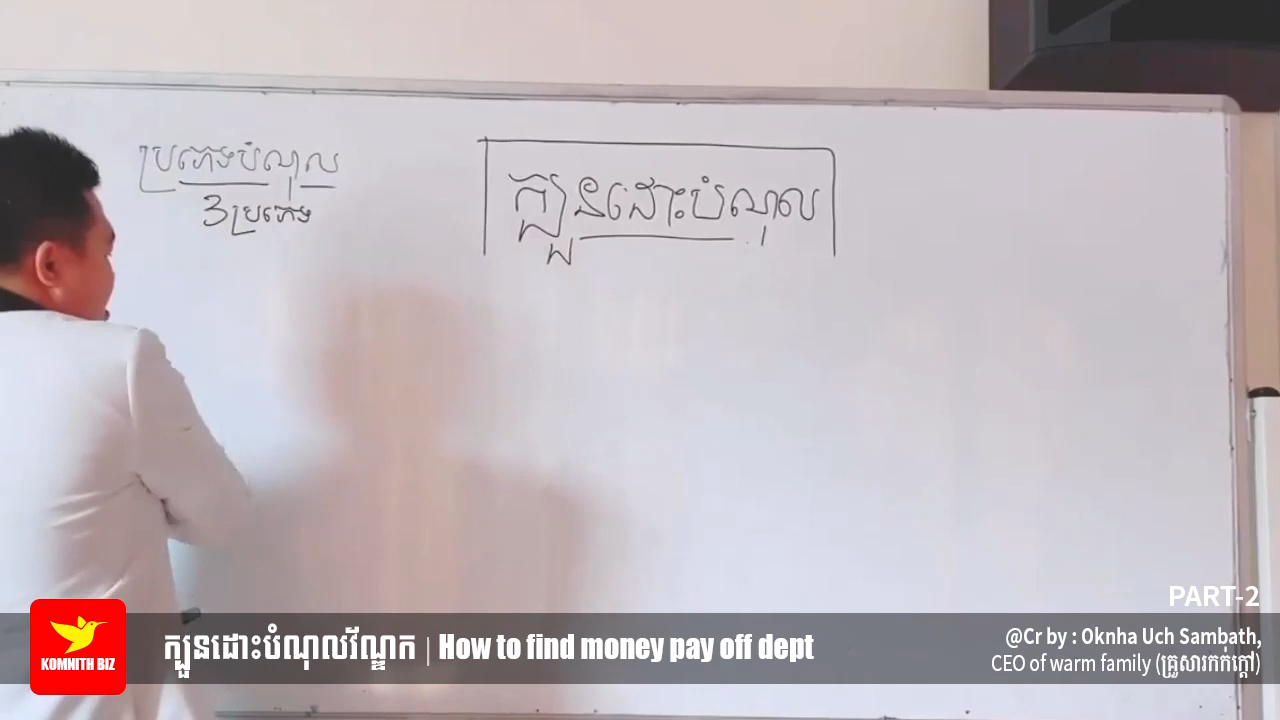 ប្រភេទបំណុល
3 ប្រភេទ
ក្បួនដោះបំណុល
PART-2
KOMNITH BIZ
ក្បួនដោះបំណុលវ័ណ្ឌក | How to find money pay off dept
@Cr by : Oknha Uch Sambath,
CEO of warm family (គ្រួសារកក់ក្តៅ)